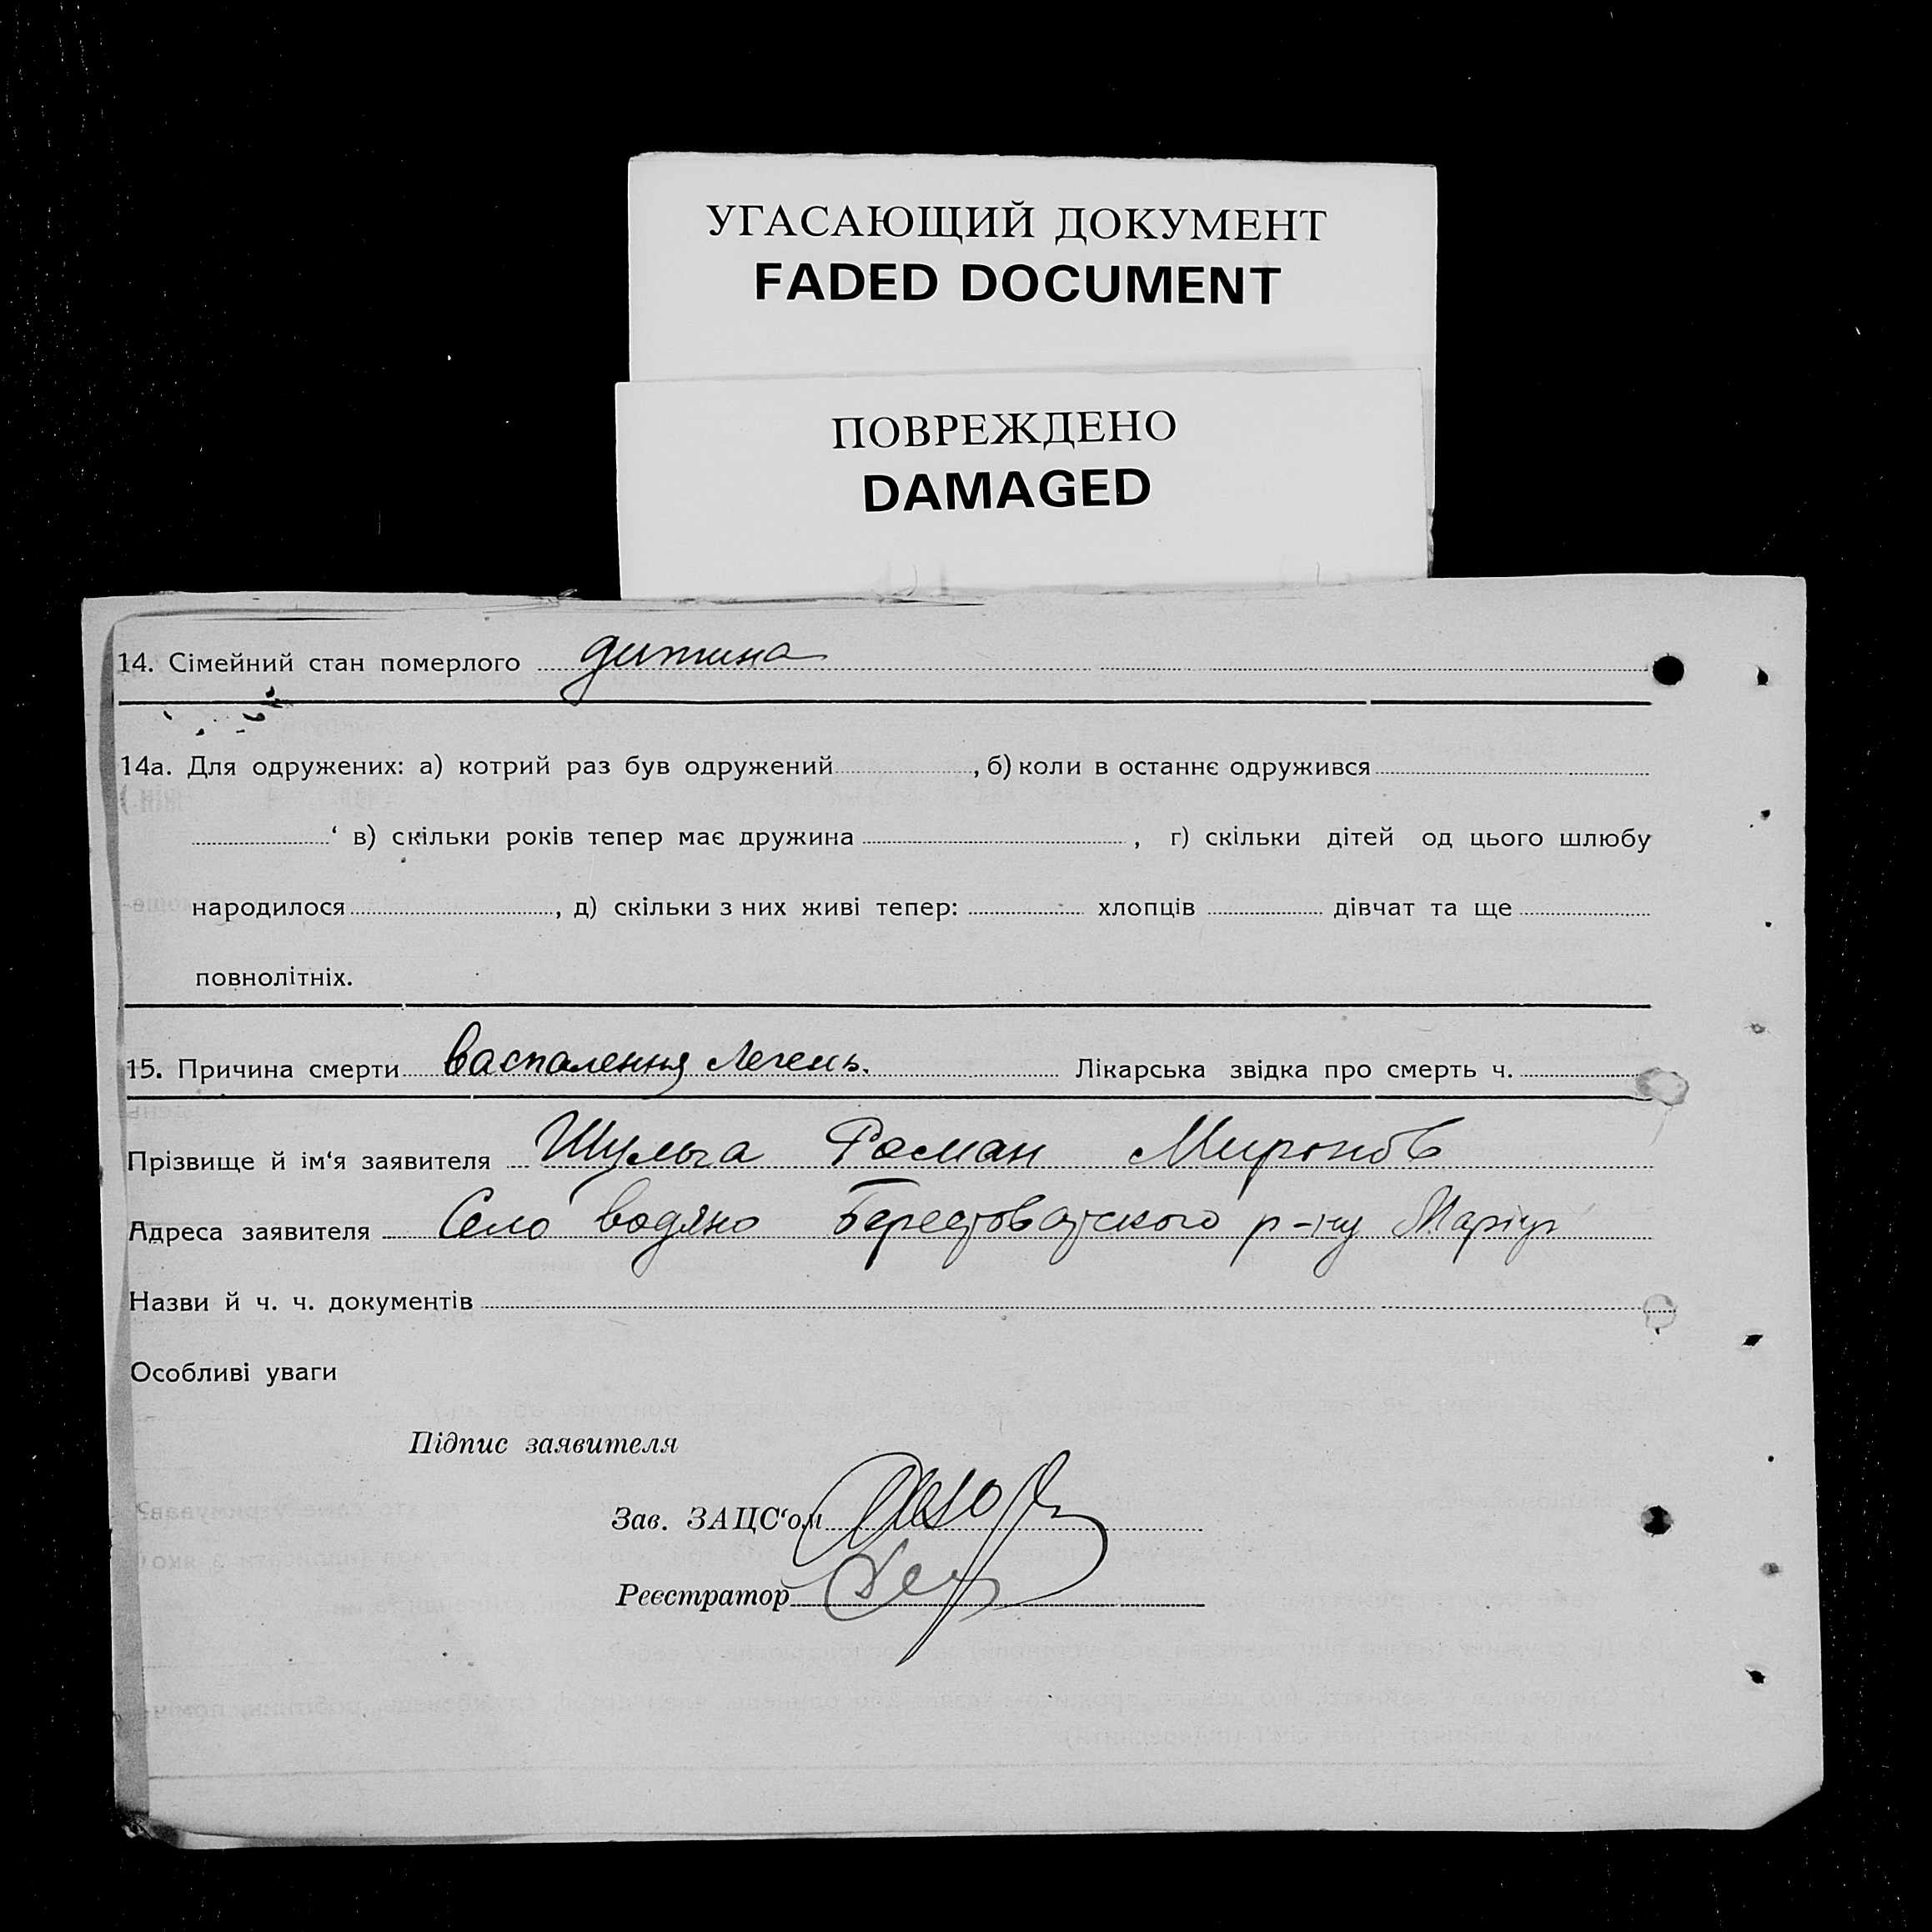 УГАСАЮЩИЙ ДОКУМЕНТ
FADED DOCUMENT
ПОВРЕЖДЕНО
DAMAGED
14. Сімейний стан померлого дитина
14а. Для одружених: а) котрий раз був одружений , б) коли в останнє одружився
‘ в) скільки років тепер має дружина , г) скільки дітей од цього шлюбу
народилося , д) скільки з них живі тепер: хлопців дівчат та ще
повнолітніх.
15. Причина смерти васпалення легень. Лікарська звідка про смерть ч.
Прізвище й ім‘я заявителя Шульга Роман Миронов
Адреса заявителя Село водяно р-ну Маріуп
Назви й ч. ч. документів
Особливі уваги
Підпис заявителя
Зав. ЗАЦС‘ом
Реєстратор